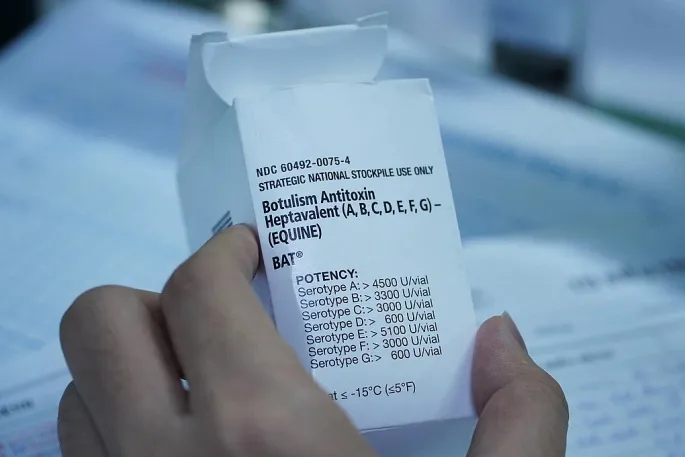 NDC 60492-0075-4
STRATEGIC NATIONAL STOCKPILE USE ONLY
Botulism Antitoxin
Heptavalent (A, B, C, D, E, F, G) –
(EQUINE)
BAT®
POTENCY:
Serotype A: > 4500 U/vial
Serotype B: > 3300 U/vial
Serotype C: > 3000 U/vial
Serotype D: > 600 U/vial
Serotype E: > 5100 U/vial
Serotype F: > 3000 U/vial
Serotype G: > 600 U/vial
≤ -15°C (≤5°F)